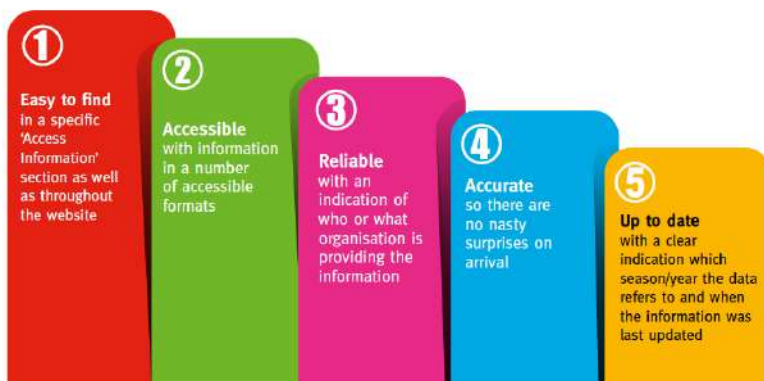 1
Easy to find
in a specific
'Access
Information'
section as well
as throughout
the website
2
Accessible
with information
in a number
of accessible
formats
3
Reliable
with an
indication of
who or what
organisation is
providing the
information
4
Accurate
so there are
no nasty
surprises on
arrival
5
Up to date
with a clear
indication which
season/year the data
refers to and when
the information was
last updated